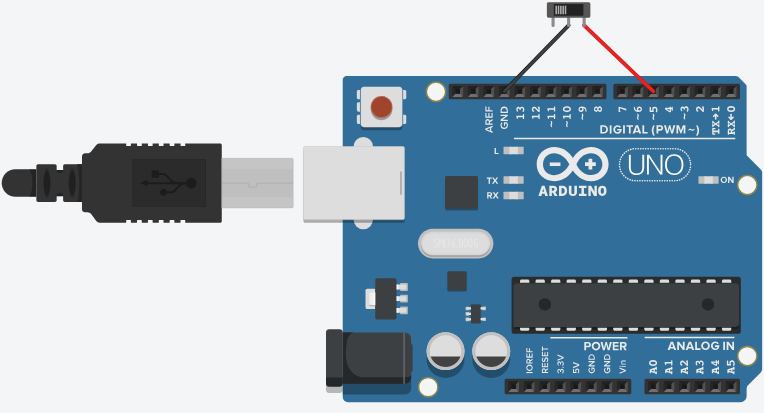 AREF
GND
13
12
~11
~10
~9
8
7
~6
~5
4
~3
2
TX→1
RX←0
DIGITAL (PWM~)
L
TX
RX
ARDUINO
UNO
ON
POWER
ANALOG IN
IOREF
RESET
3.3V
5V
GND
GND
Vin
A0
A1
A2
A3
A4
A5